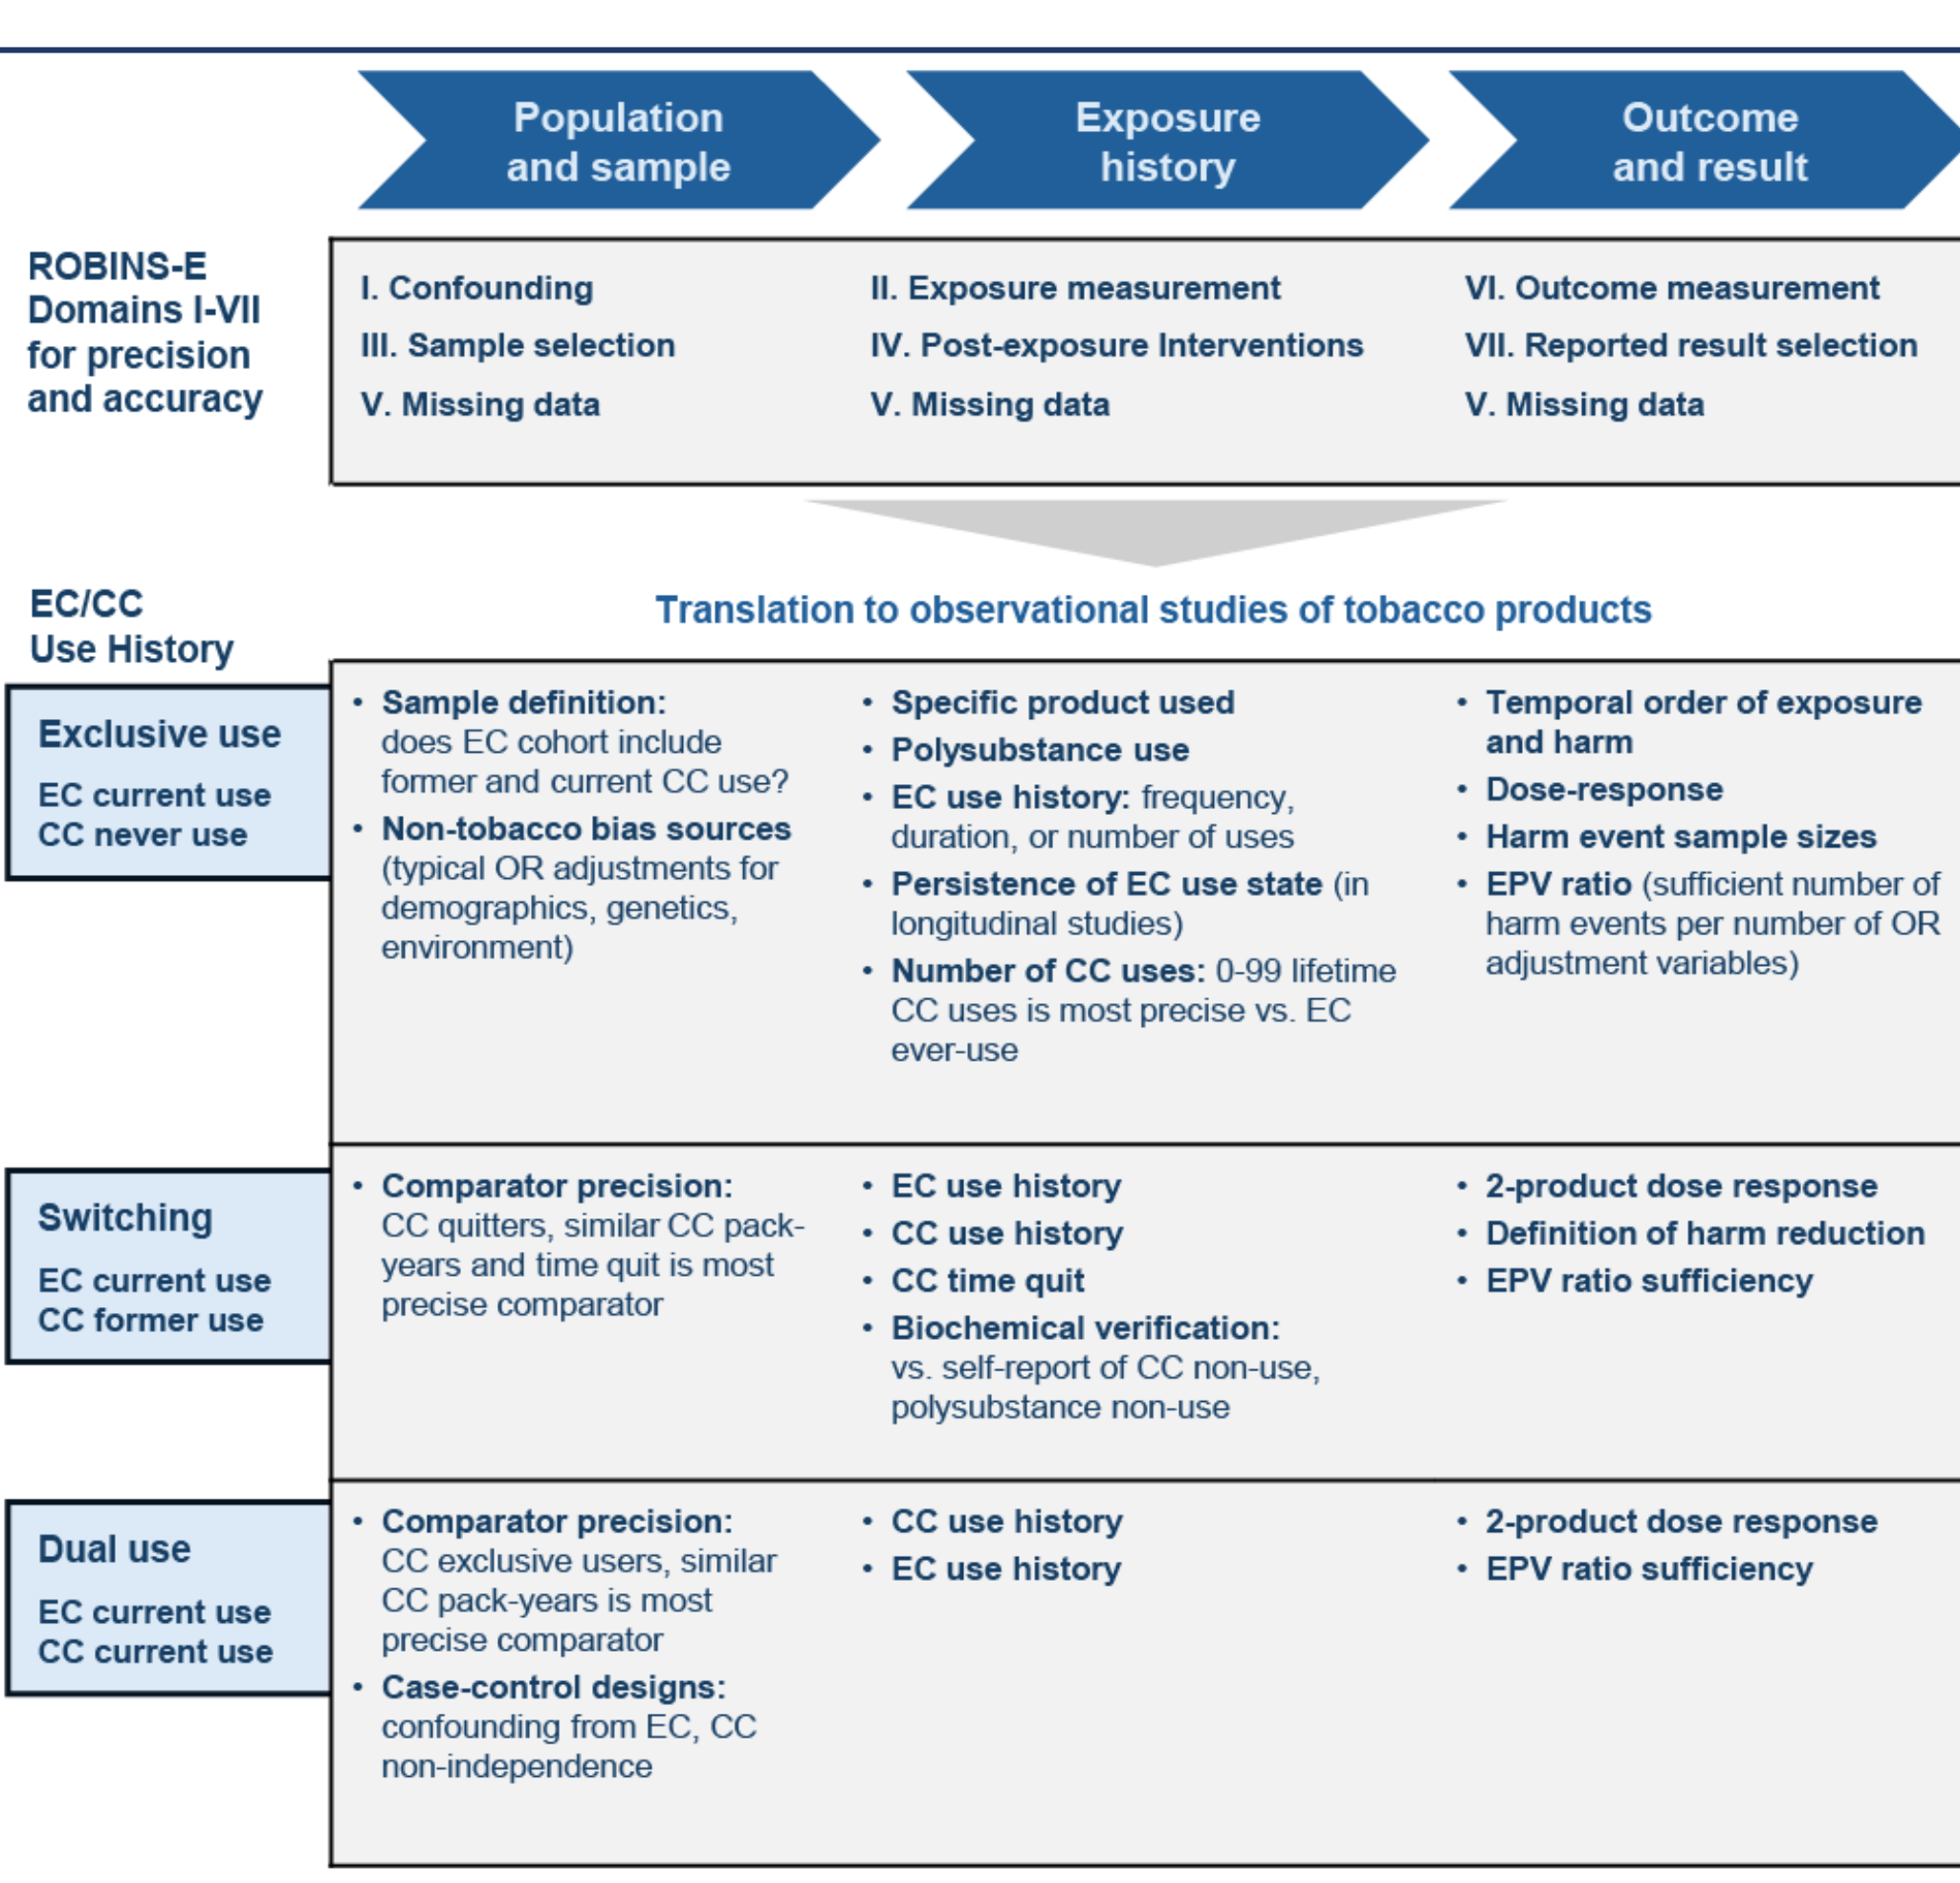 Population
and sample
Exposure
history
Outcome
and result
ROBINS-E
Domains I-VII
for precision
and accuracy
I. Confounding
III. Sample selection
V. Missing data
II. Exposure measurement
IV. Post-exposure Interventions
V. Missing data
VI. Outcome measurement
VII. Reported result selection
V. Missing data
EC/CC
Use History
Translation to observational studies of tobacco products
Exclusive use
EC current use
CC never use
• Sample definition:
does EC cohort include
former and current CC use?
• Non-tobacco bias sources
(typical OR adjustments for
demographics, genetics,
environment)
• Specific product used
• Polysubstance use
• EC use history: frequency,
duration, or number of uses
• Persistence of EC use state (in
longitudinal studies)
• Number of CC uses: 0-99 lifetime
CC uses is most precise vs. EC
ever-use
• Temporal order of exposure
and harm
• Dose-response
• Harm event sample sizes
• EPV ratio (sufficient number of
harm events per number of OR
adjustment variables)
Switching
EC current use
CC former use
• Comparator precision:
CC quitters, similar CC pack-
years and time quit is most
precise comparator
• EC use history
• CC use history
• CC time quit
• Biochemical verification:
vs. self-report of CC non-use,
polysubstance non-use
• 2-product dose response
• Definition of harm reduction
• EPV ratio sufficiency
Dual use
EC current use
CC current use
• Comparator precision:
CC exclusive users, similar
CC pack-years is most
precise comparator
• Case-control designs:
confounding from EC, CC
non-independence
• CC use history
• EC use history
• 2-product dose response
• EPV ratio sufficiency